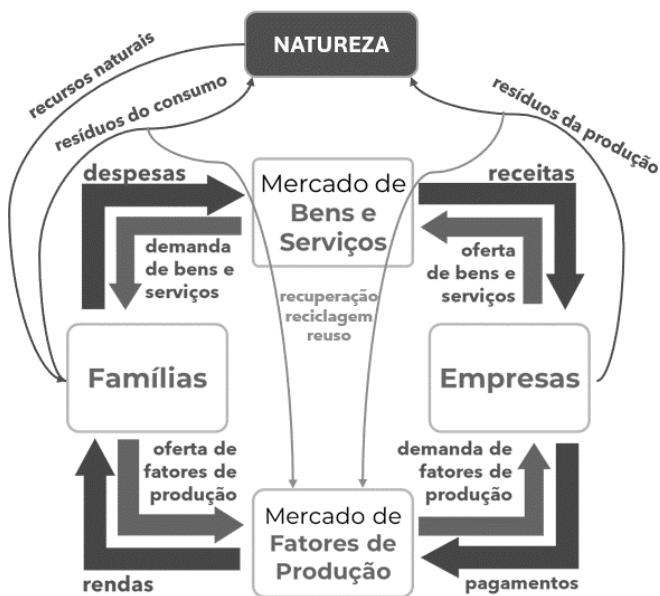 NATUREZA
recursos naturais
resíduos do consumo
resíduos da produção
despesas
Mercado de
Bens e
Serviços
receitas
demanda
de bens e
serviços
oferta
de bens e
serviços
recuperação
reciclagem
reuso
Famílias
Empresas
oferta de
fatores de
produção
demanda de
fatores de
produção
Mercado de
Fatores de
Produção
rendas
pagamentos